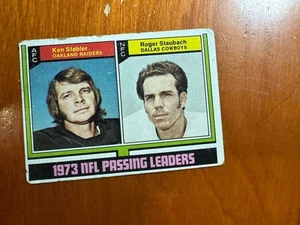 AFC
Ken Stabler
OAKLAND RAIDERS
NFC
Roger Staubach
DALLAS COWBOYS
1973 NFL PASSING LEADERS